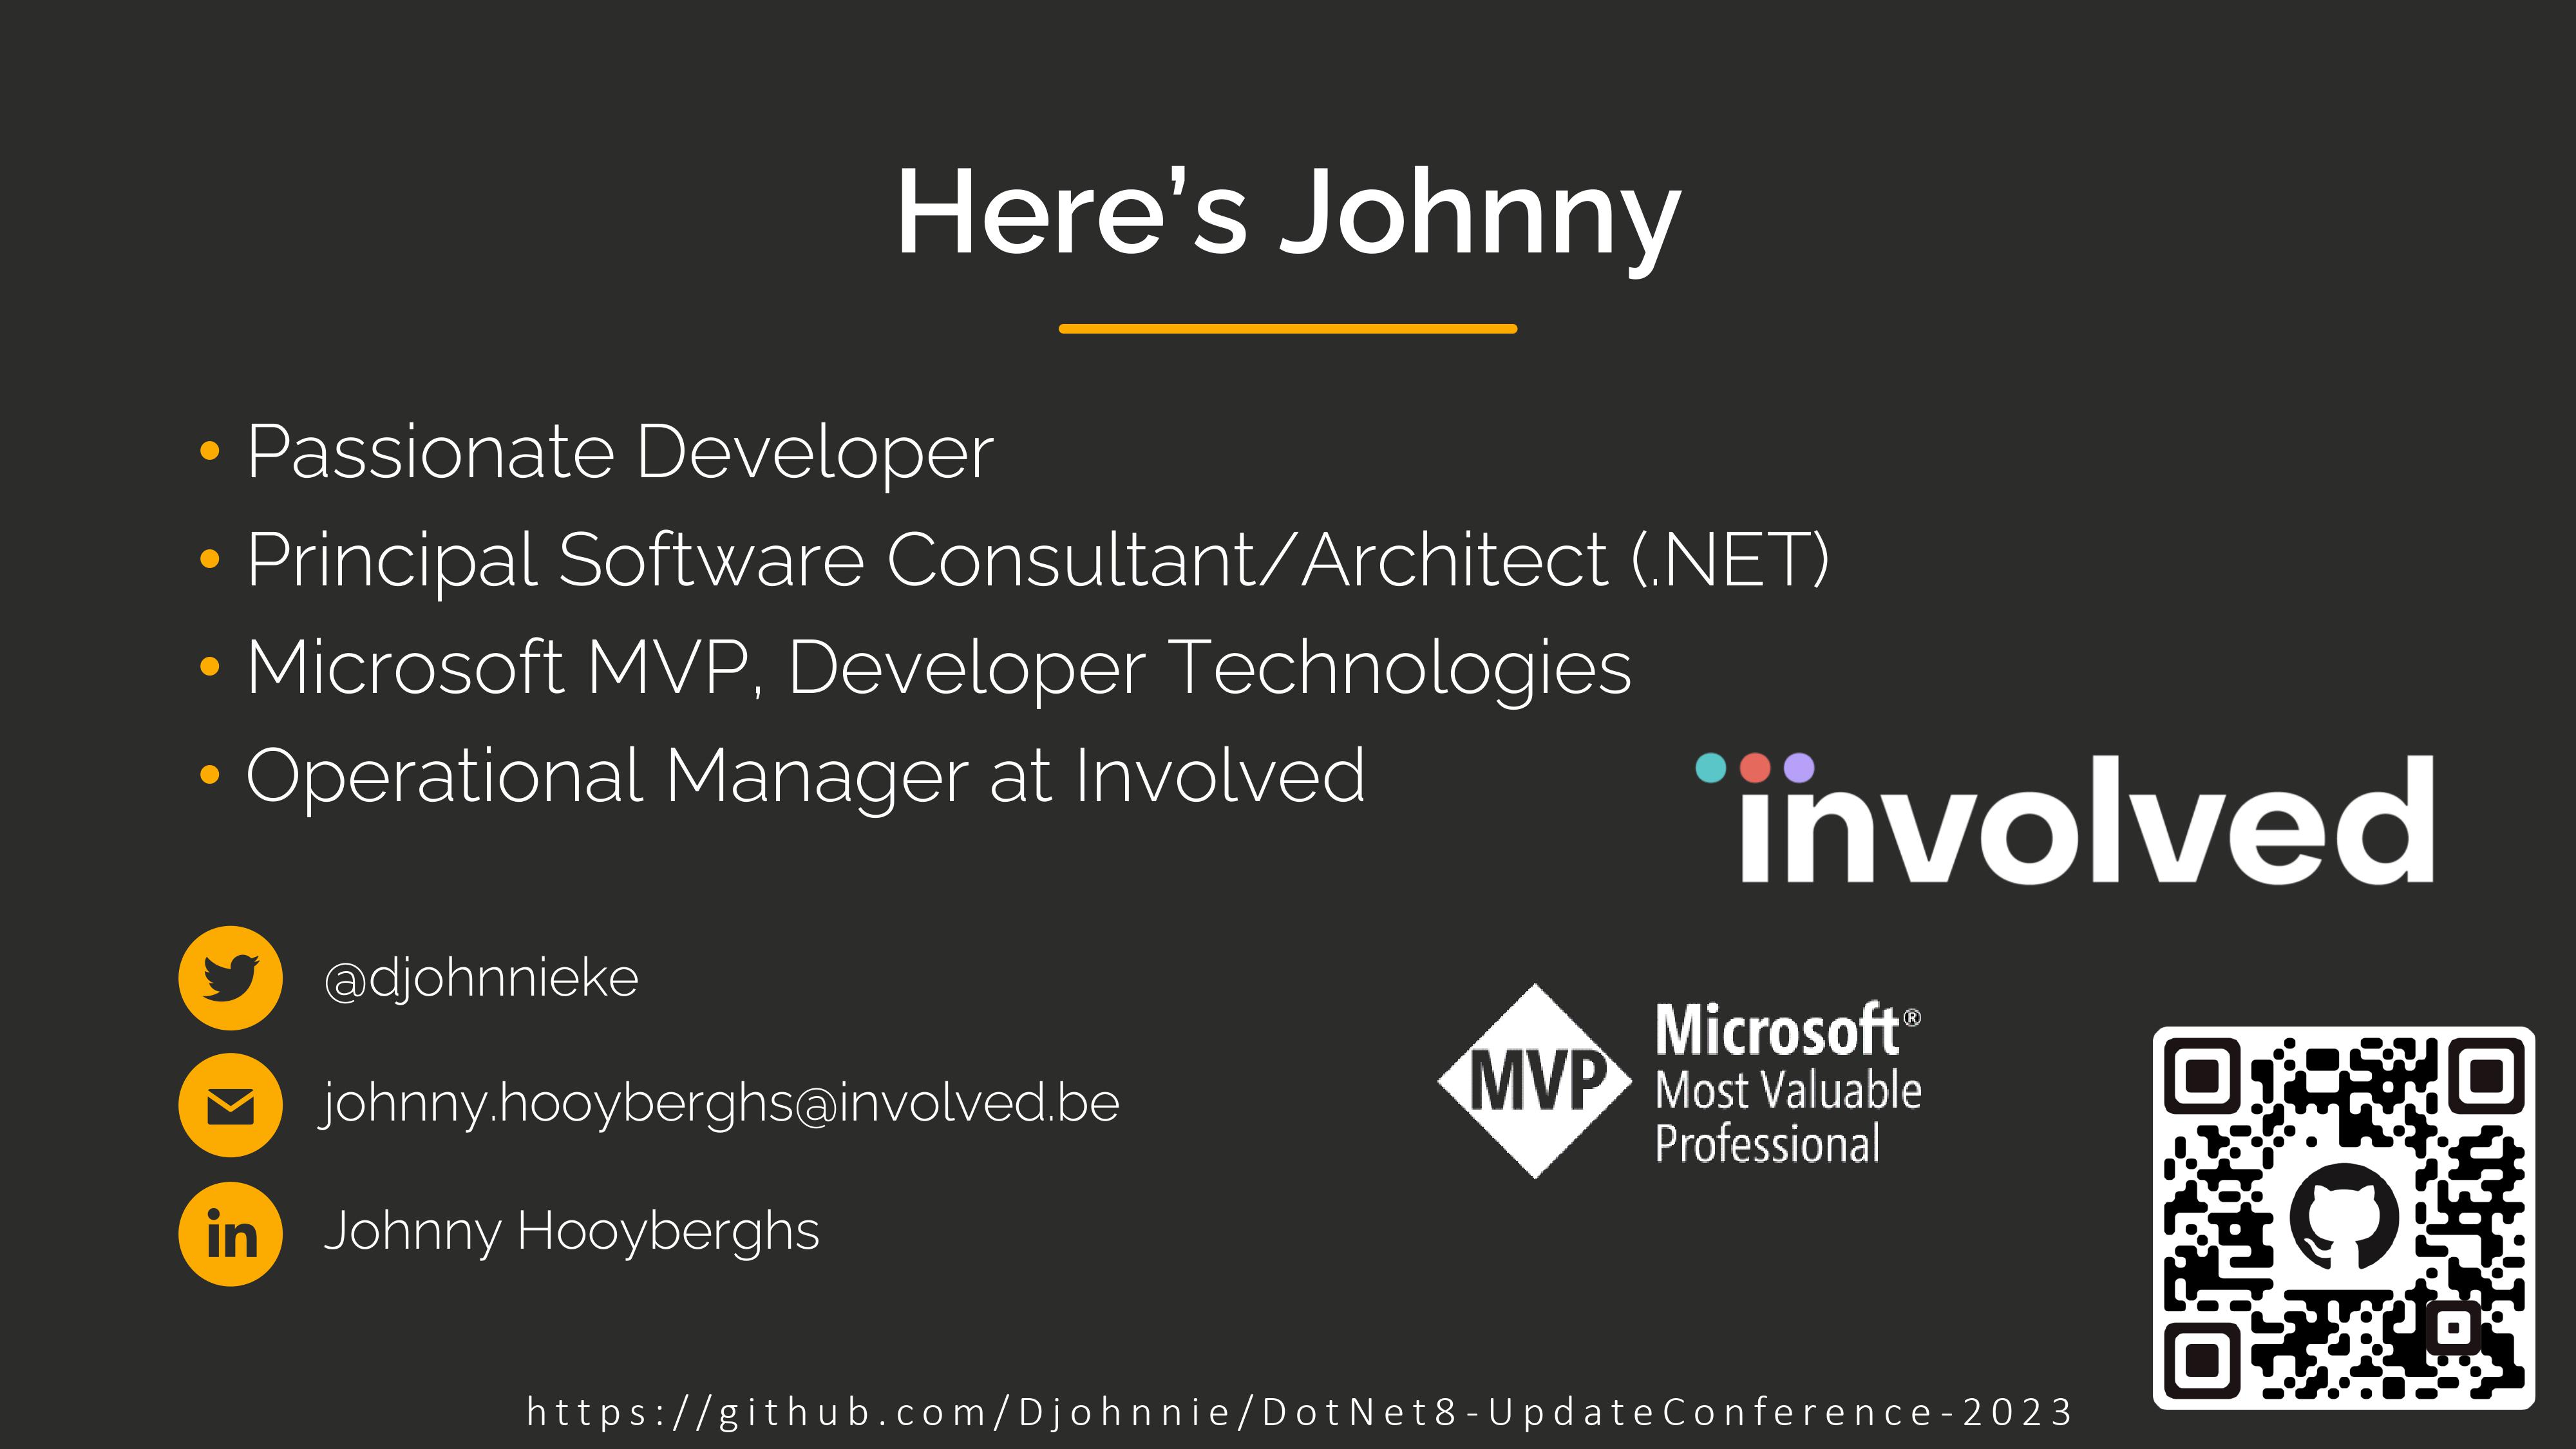 Here’s Johnny
• Passionate Developer
• Principal Software Consultant/Architect (.NET)
• Microsoft MVP, Developer Technologies
• Operational Manager at Involved
involved
@djohnnieke
johnny.hooyberghs@involved.be
in
Johnny Hooyberghs
MVP
Microsoft®
Most Valuable
Professional
https://github.com/Djohnnie/DotNet8-UpdateConference-2023